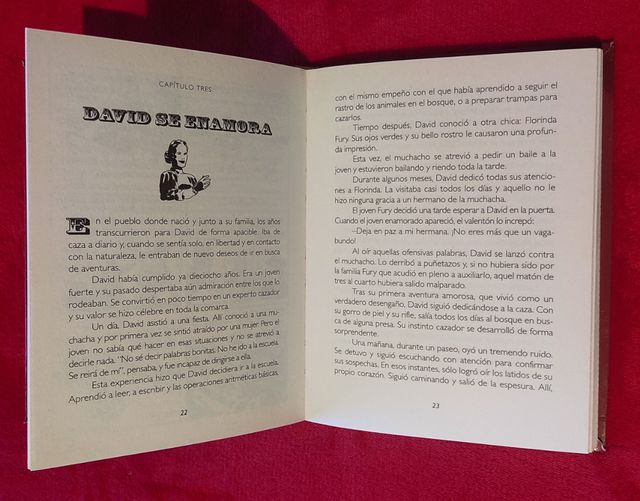 CAPÍTULO TRES
DAVID SE ENAMORA
En el pueblo donde nació y junto a su familia, los años
transcurrieron para David de forma apacible. Iba de
caza a diario y, cuando se sentía solo, en libertad y en contacto
con la naturaleza, le entraban de nuevo deseos de ir en busca
de aventuras.
David había cumplido ya dieciocho años. Era un joven
fuerte y su pasado despertaba aún admiración entre los que lo
rodeaban. Se convirtió en poco tiempo en un experto cazador
y su valor se hizo célebre en toda la comarca.
Un día, David asistió a una fiesta. Allí conoció a una mu-
chacha y por primera vez se sintió atraído por una mujer. Pero el
joven no sabía qué hacer en esas situaciones y no se atrevió a
decirle nada. "No sé decir palabras bonitas. No he ido a la escuela.
Se reirá de mí", pensaba, y fue incapaz de dirigirse a ella.
Esta experiencia hizo que David decidiera ir a la escuela.
Aprendió a leer, a escribir y las operaciones aritméticas básicas,
22
con el mismo empeño con el que había aprendido a seguir el
rastro de los animales en el bosque, o a preparar trampas para
cazarlos.
Tiempo después, David conoció a otra chica: Florinda
Fury. Sus ojos verdes y su bello rostro le causaron una profun-
da impresión.
Esta vez, el muchacho se atrevió a pedir un baile a la
joven y estuvieron bailando y riendo toda la tarde.
Durante algunos meses, David dedicó todas sus atencio-
nes a Florinda. La visitaba casi todos los días y aquello no le
hizo ninguna gracia a un hermano de la muchacha.
El joven Fury decidió una tarde esperar a David en la puerta.
Cuando el joven enamorado apareció, el valentón lo increpó:
–Deja en paz a mi hermana. ¡No eres más que un vaga-
bundo!
Al oír aquellas ofensivas palabras, David se lanzó contra
el muchacho. Lo derribó a puñetazos, y si no hubiera sido por
la familia Fury que acudió en pleno a auxiliarlo, aquel matón de
tres al cuarto hubiera salido malparado.
Tras su primera aventura amorosa, que vivió como un
verdadero desengaño, David siguió dedicándose a la caza. Con
su gorro de piel y su rifle, salía todos los días al bosque en bus-
ca de alguna presa. Su instinto cazador se desarrolló de forma
sorprendente.
Una mañana, durante un paseo, oyó un tremendo ruido.
Se detuvo y siguió escuchando con atención para confirmar
sus sospechas. En esos instantes, sólo logró oír los latidos de su
propio corazón. Siguió caminando y salió de la espesura. Allí,
23